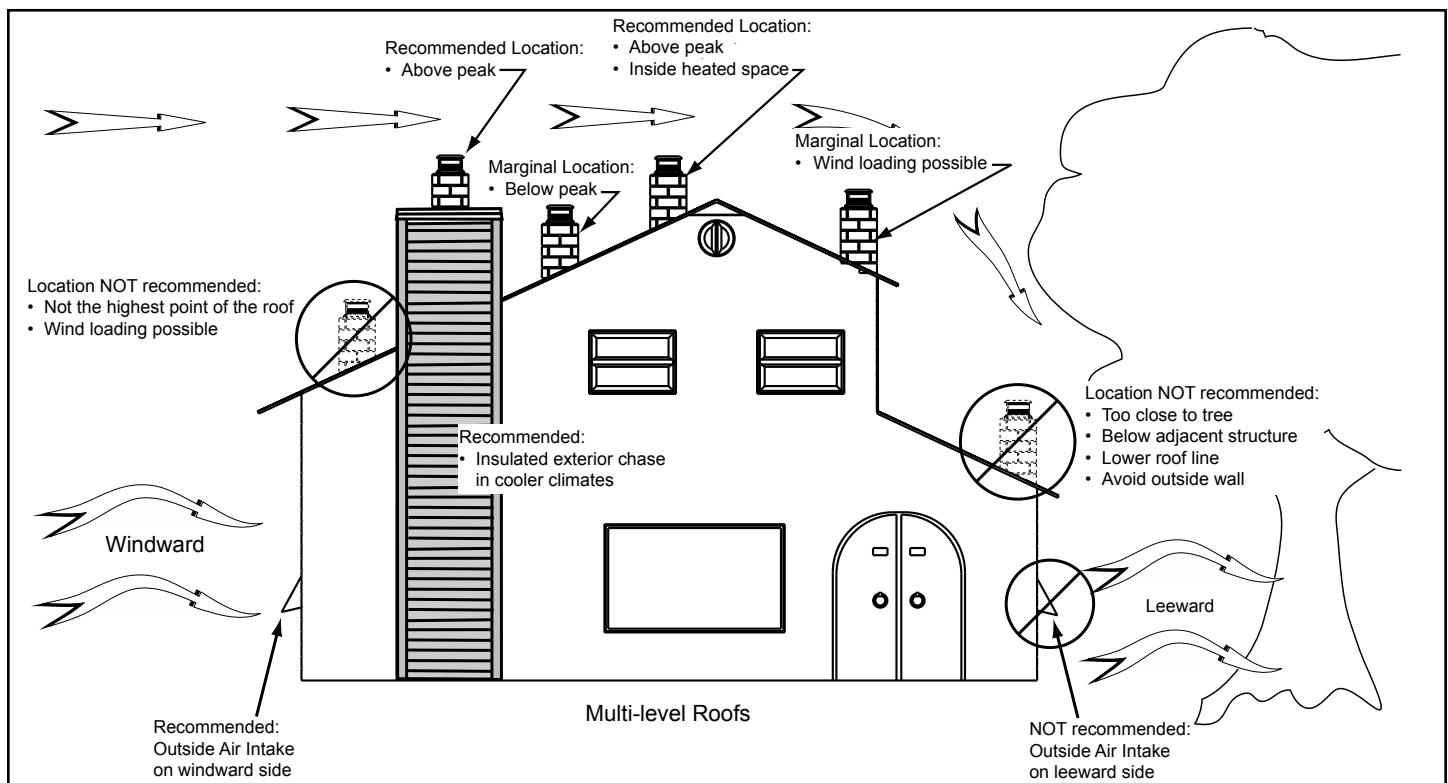 Recommended Location:
• Above peak
Recommended Location:
• Above peak
• Inside heated space
Marginal Location:
• Below peak
Marginal Location:
• Wind loading possible
Location NOT recommended:
• Not the highest point of the roof
• Wind loading possible
Recommended:
• Insulated exterior chase
in cooler climates
Location NOT recommended:
• Too close to tree
• Below adjacent structure
• Lower roof line
• Avoid outside wall
Windward
Leeward
Recommended:
Outside Air Intake
on windward side
Multi-level Roofs
NOT recommended:
Outside Air Intake
on leeward side